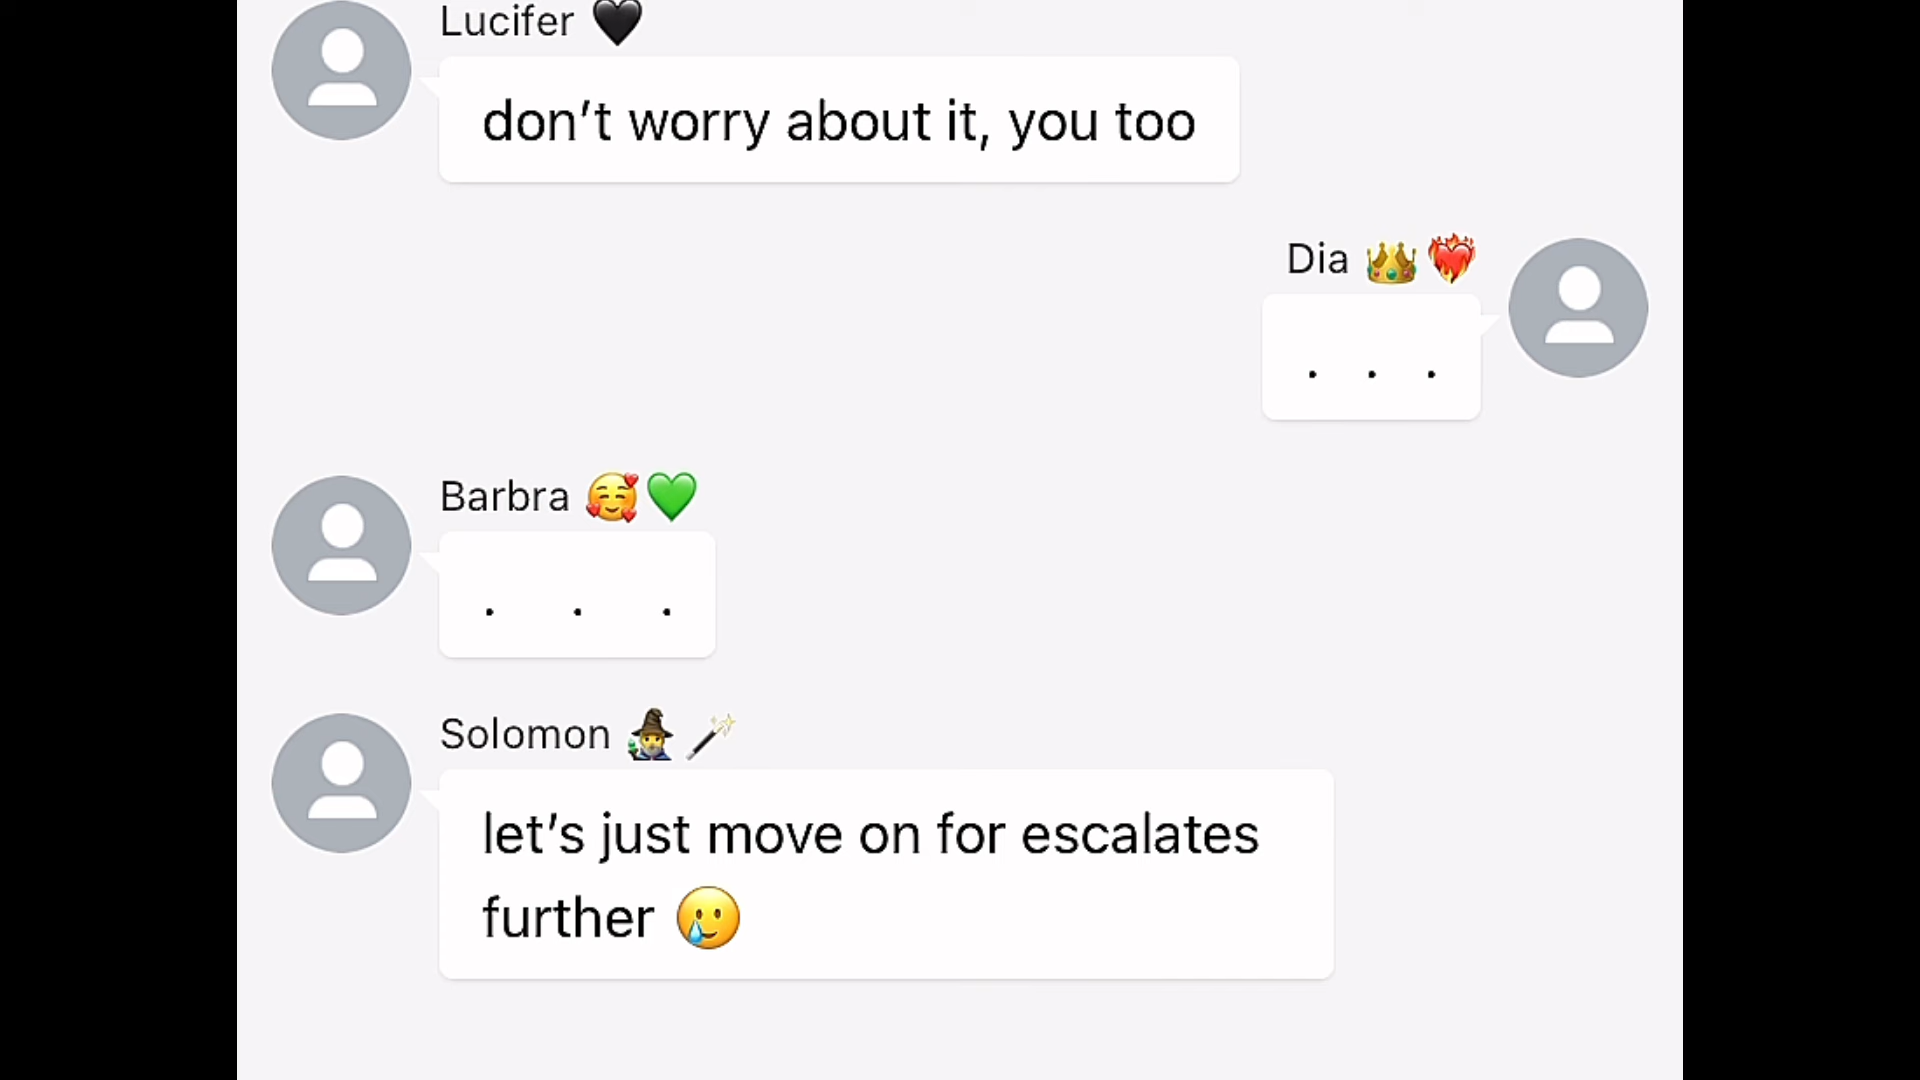 Lucifer 🖤
don't worry about it, you too
Dia 👑❤️‍🔥
. . .
Barbra 🥰💚
. . .
Solomon 🧙‍♂️🪄
let's just move on for escalates
further 🥲